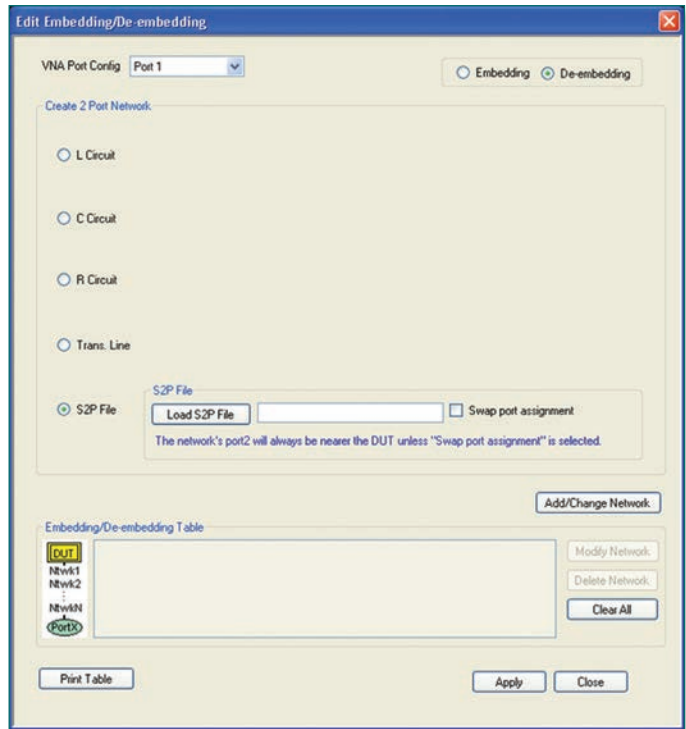 Edit Embedding/De-embedding
VNA Port Config Port 1
Embedding De-embedding
Create 2 Port Network
L Circuit
C Circuit
R Circuit
Trans. Line
S2P File
S2P File
Load S2P File Swap port assignment
The network's port2 will always be nearer the DUT unless "Swap port assignment" is selected.
Add/Change Network
Embedding/De-embedding Table
DUT
Ntwk1
Ntwk2
NtwkN
PortX
Modify Network
Delete Network
Clear All
Print Table
Apply
Close